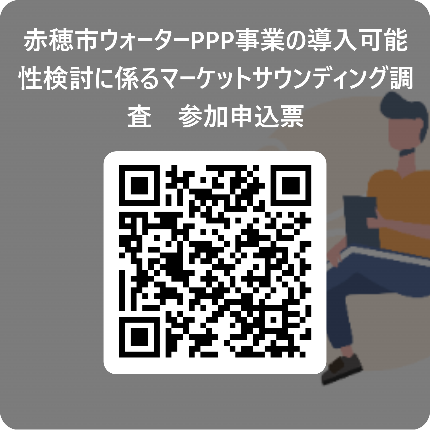 赤穂市ウォーターPPP事業の導入可能
性検討に係るマーケットサウンディング調
査　参加申込票